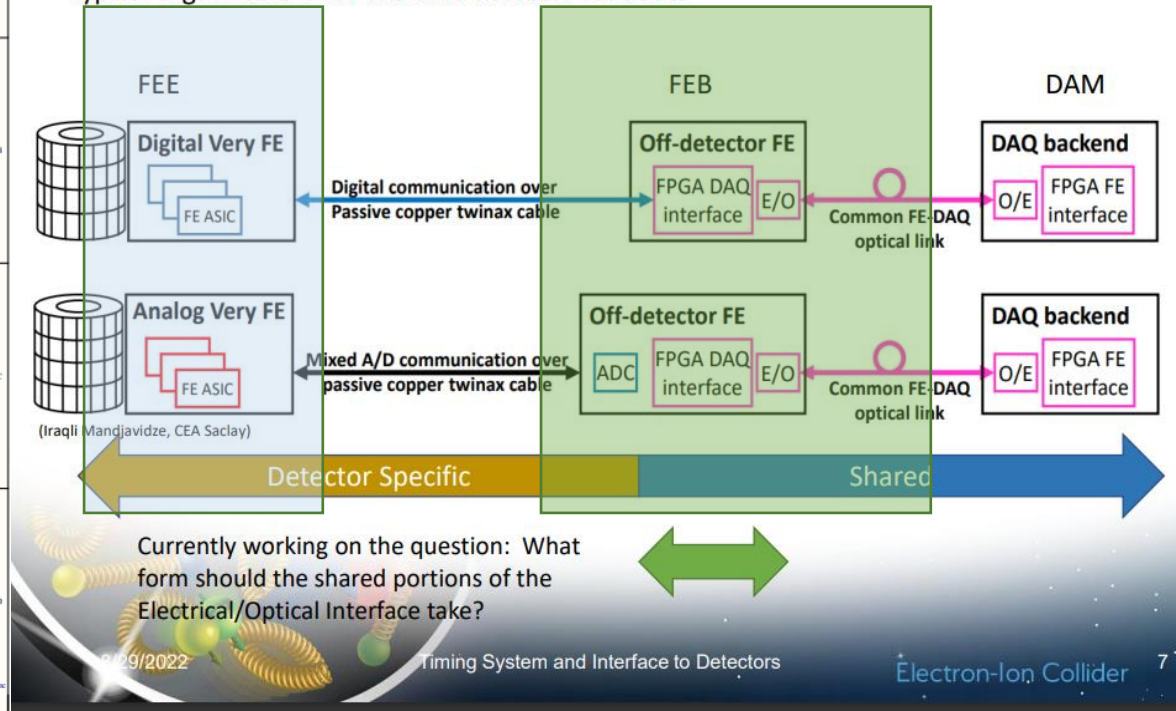 FEE
FEB
DAM
Digital Very FE
FE ASIC
Digital communication over
Passive copper twinax cable
Off-detector FE
FPGA DAQ
interface
E/O
Common FE-DAQ
optical link
DAQ backend
O/E
FPGA FE
interface
Analog Very FE
FE ASIC
Mixed A/D communication over
passive copper twinax cable
Off-detector FE
ADC
FPGA DAQ
interface
E/O
Common FE-DAQ
optical link
DAQ backend
O/E
FPGA FE
interface
(Iraqli Mandjavidze, CEA Saclay)
Detector Specific
Shared
Currently working on the question: What
form should the shared portions of the
Electrical/Optical Interface take?
/29/2022
Timing System and Interface to Detectors
Electron-Ion Collider
7